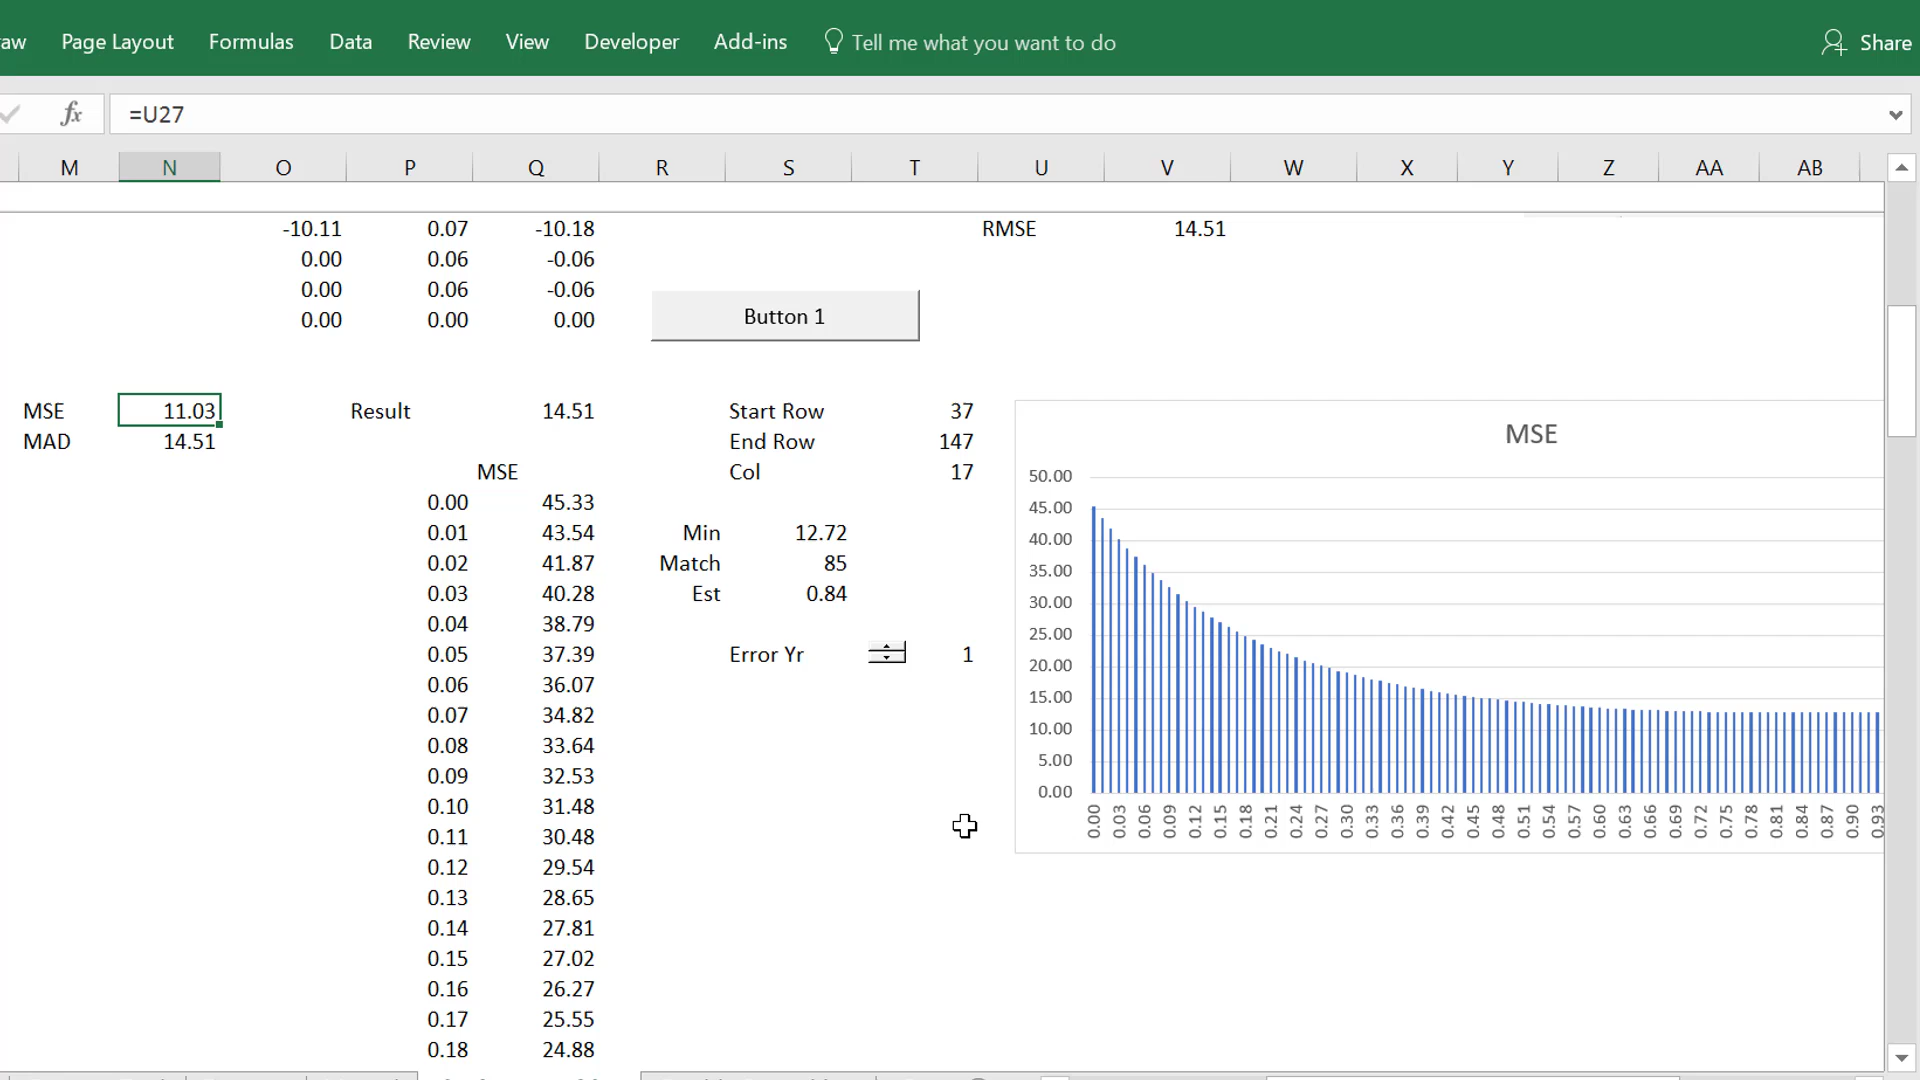 aw Page Layout Formulas Data Review View Developer Add-ins Tell me what you want to do Share
fx =U27
M N O P Q R S T U V W X Y Z AA AB
-10.11 0.07 -10.18 RMSE 14.51
0.00 0.06 -0.06
0.00 0.06 -0.06
0.00 0.00 0.00
Button 1
MSE 11.03 Result 14.51 Start Row 37
MAD 14.51 End Row 147
MSE Col 17
0.00 45.33
0.01 43.54 Min 12.72
0.02 41.87 Match 85
0.03 40.28 Est 0.84
0.04 38.79
0.05 37.39 Error Yr 1
0.06 36.07
0.07 34.82
0.08 33.64
0.09 32.53
0.10 31.48
0.11 30.48
0.12 29.54
0.13 28.65
0.14 27.81
0.15 27.02
0.16 26.27
0.17 25.55
0.18 24.88
MSE
50.00
45.00
40.00
35.00
30.00
25.00
20.00
15.00
10.00
5.00
0.00
0.00 0.03 0.06 0.09 0.12 0.15 0.18 0.21 0.24 0.27 0.30 0.33 0.36 0.39 0.42 0.45 0.48 0.51 0.54 0.57 0.60 0.63 0.66 0.69 0.72 0.75 0.78 0.81 0.84 0.87 0.90 0.93